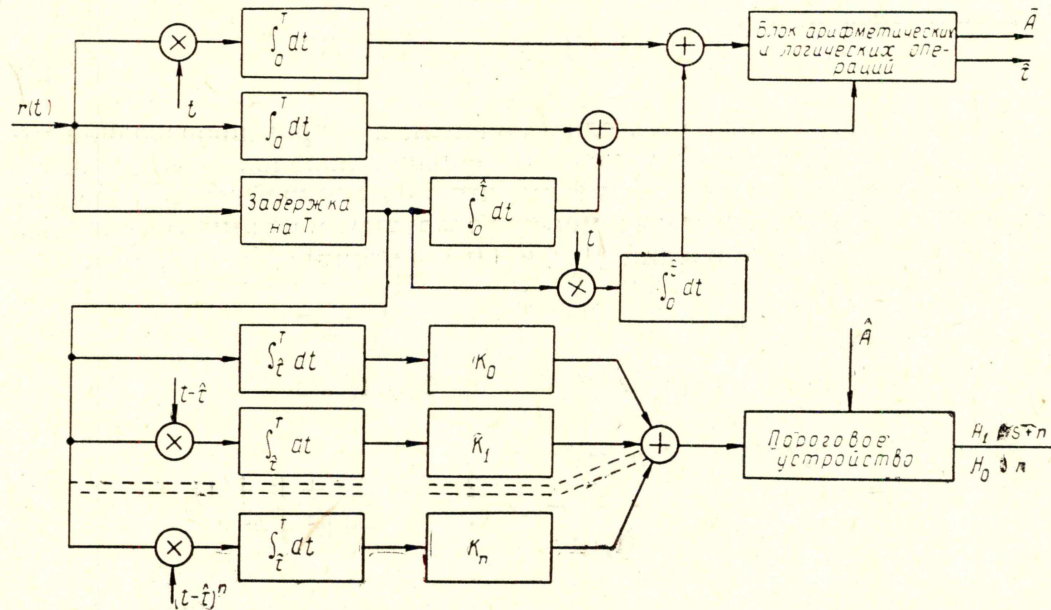 ∫₀ᵀ dt
Блок арифметических
и логических опе-
раций
Ā
τ̂
t
r(t)
∫₀ᵀ dt
Задержка
на T
∫₀^τ̂ dt
t
∫₀^τ̂ dt
∫_τ̂ᵀ dt
K₀
Â
t-τ̂
∫_τ̂ᵀ dt
K₁
Пороговое
устройство
H₁ s+n
H₀ n
∫_τ̂ᵀ dt
Kₙ
(t-τ̂)ⁿ